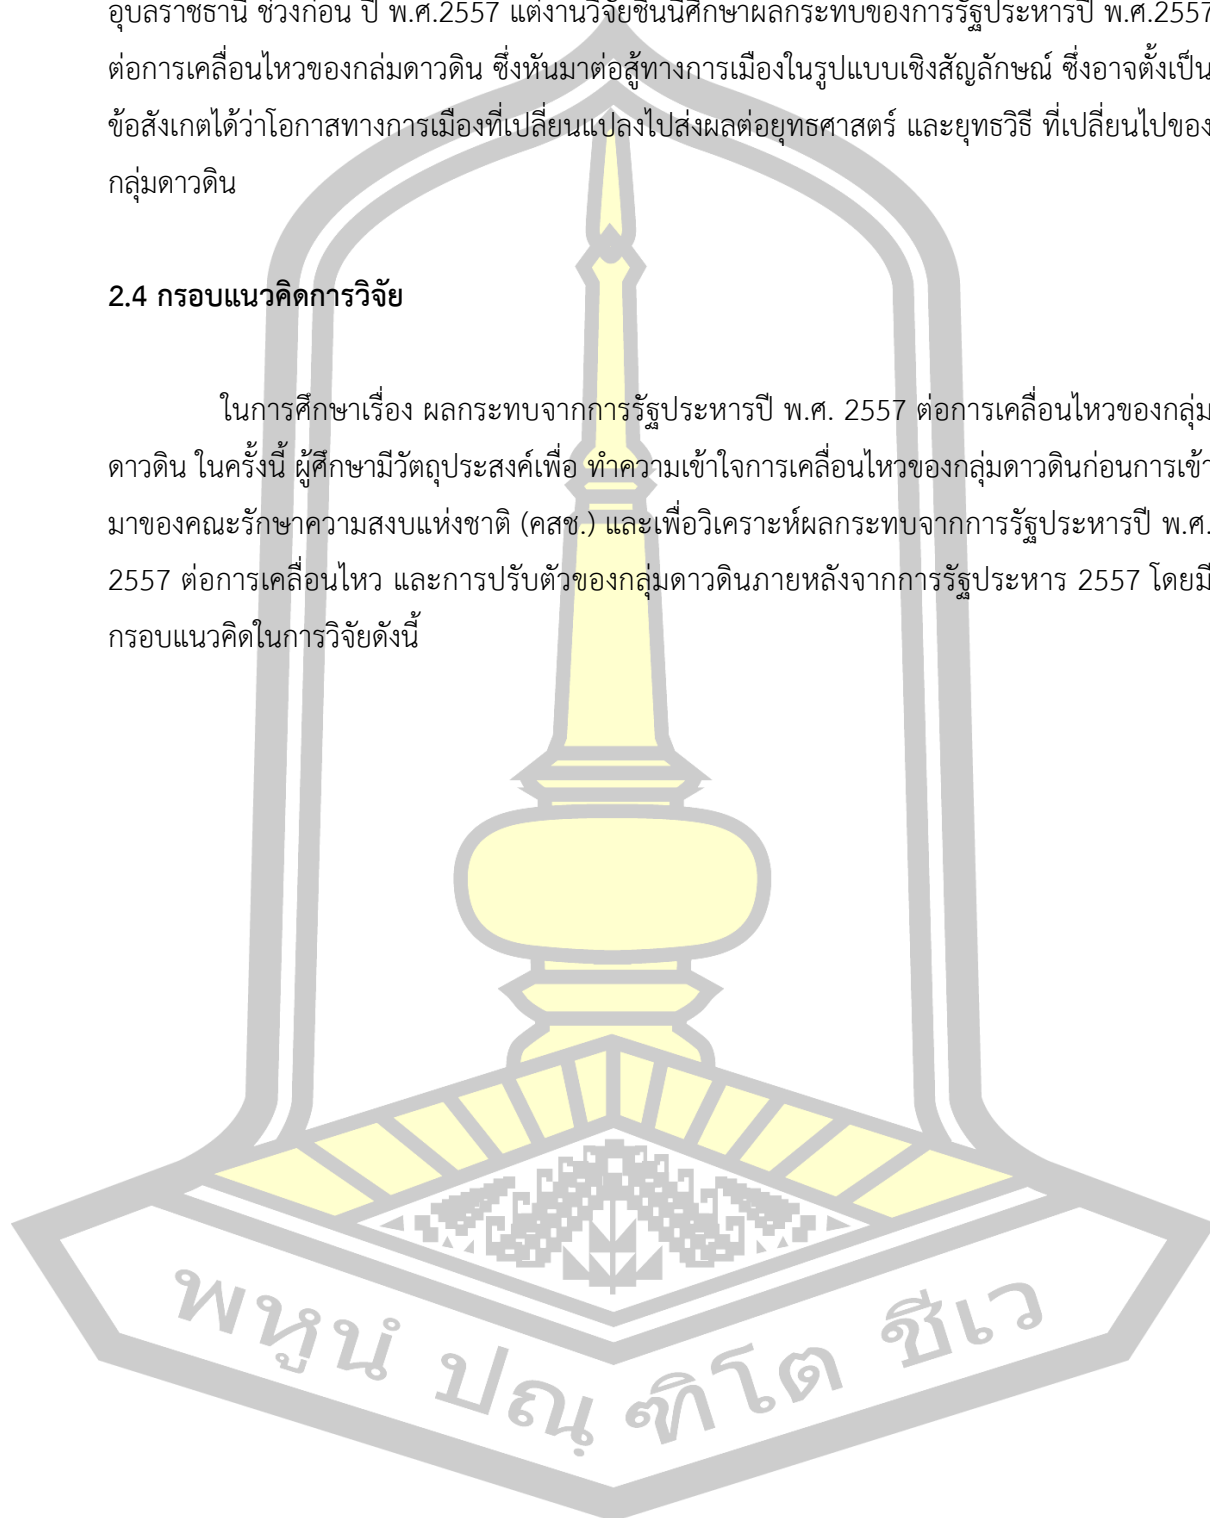 อุบลราชธานี ช่วงก่อน ปี พ.ศ.2557 แต่งานวิจัยชิ้นนี้ศึกษาผลกระทบของการรัฐประหารปี พ.ศ.2557
ต่อการเคลื่อนไหวของกลุ่มดาวดิน ซึ่งหันมาต่อสู้ทางการเมืองในรูปแบบเชิงสัญลักษณ์ ซึ่งอาจตั้งเป็น
ข้อสังเกตได้ว่าโอกาสทางการเมืองที่เปลี่ยนแปลงไปส่งผลต่อยุทธศาสตร์ และยุทธวิธี ที่เปลี่ยนไปของ
กลุ่มดาวดิน
2.4 กรอบแนวคิดการวิจัย
ในการศึกษาเรื่อง ผลกระทบจากการรัฐประหารปี พ.ศ. 2557 ต่อการเคลื่อนไหวของกลุ่ม
ดาวดิน ในครั้งนี้ ผู้ศึกษามีวัตถุประสงค์เพื่อ ทำความเข้าใจการเคลื่อนไหวของกลุ่มดาวดินก่อนการเข้า
มาของคณะรักษาความสงบแห่งชาติ (คสช.) และเพื่อวิเคราะห์ผลกระทบจากการรัฐประหารปี พ.ศ.
2557 ต่อการเคลื่อนไหว และการปรับตัวของกลุ่มดาวดินภายหลังจากการรัฐประหาร 2557 โดยมี
กรอบแนวคิดในการวิจัยดังนี้
พหูนํ ปณฺ ฑิโต ชีเว